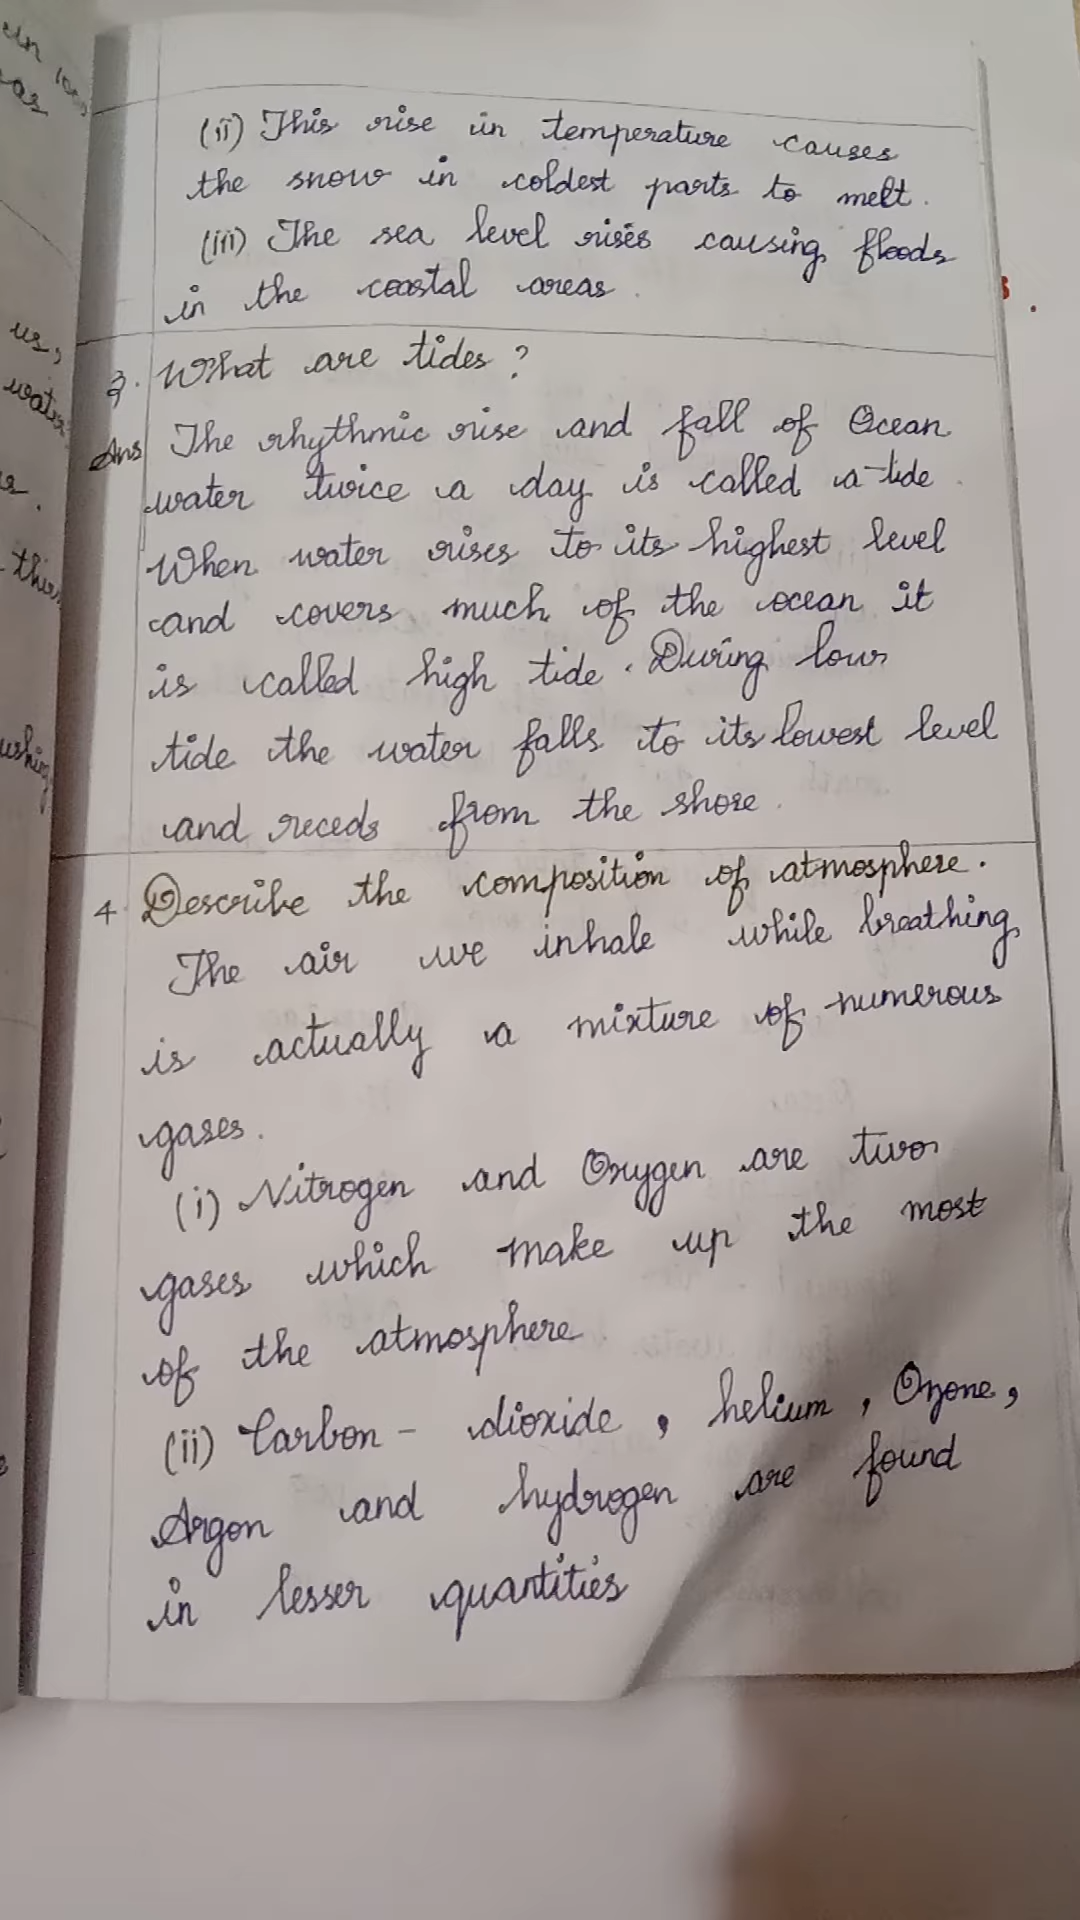 (ii) This rise in temperature causes
the snow in coldest parts to melt.
(iii) The sea level rises causing floods
in the coastal areas.
3. What are tides?
Ans The rhythmic rise and fall of Ocean
water twice a day is called a tide.
When water rises to its highest level
and covers much of the ocean it
is called high tide. During low
tide the water falls to its lowest level
and receds from the shore.
4 Describe the composition of atmosphere.
The air we inhale while breathing
is actually a mixture of numerous
gases.
(i) Nitrogen and Oxygen are two
gases which make up the most
of the atmosphere
(ii) Carbon - dioxide, helium, Ozone,
Argon and hydrogen are found
in lesser quantities